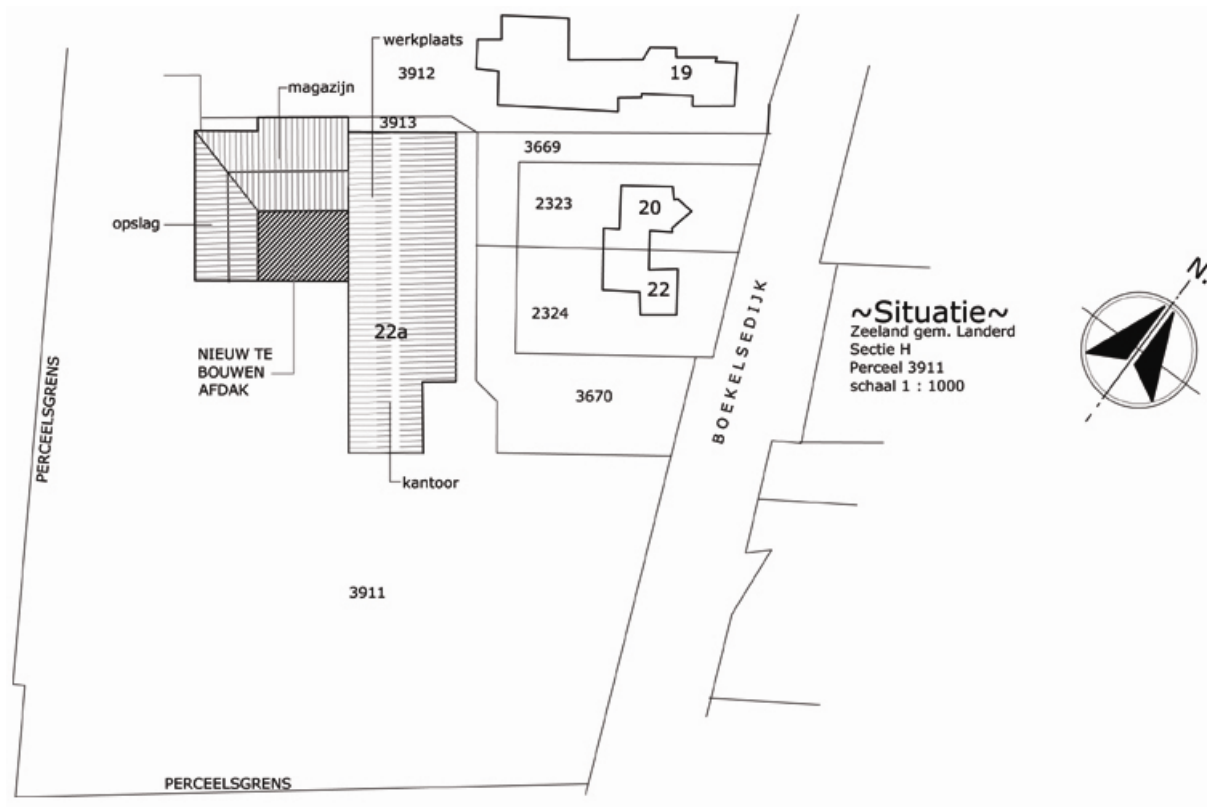 werkplaats
3912
19
magazijn
3913
3669
2323
20
opslag
22
2324
22a
NIEUW TE
BOUWEN
AFDAK
3670
kantoor
3911
PERCEELSGRENS
PERCEELSGRENS
BOEKELSEDIJK
~Situatie~
Zeeland gem. Landerd
Sectie H
Perceel 3911
schaal 1 : 1000
N.